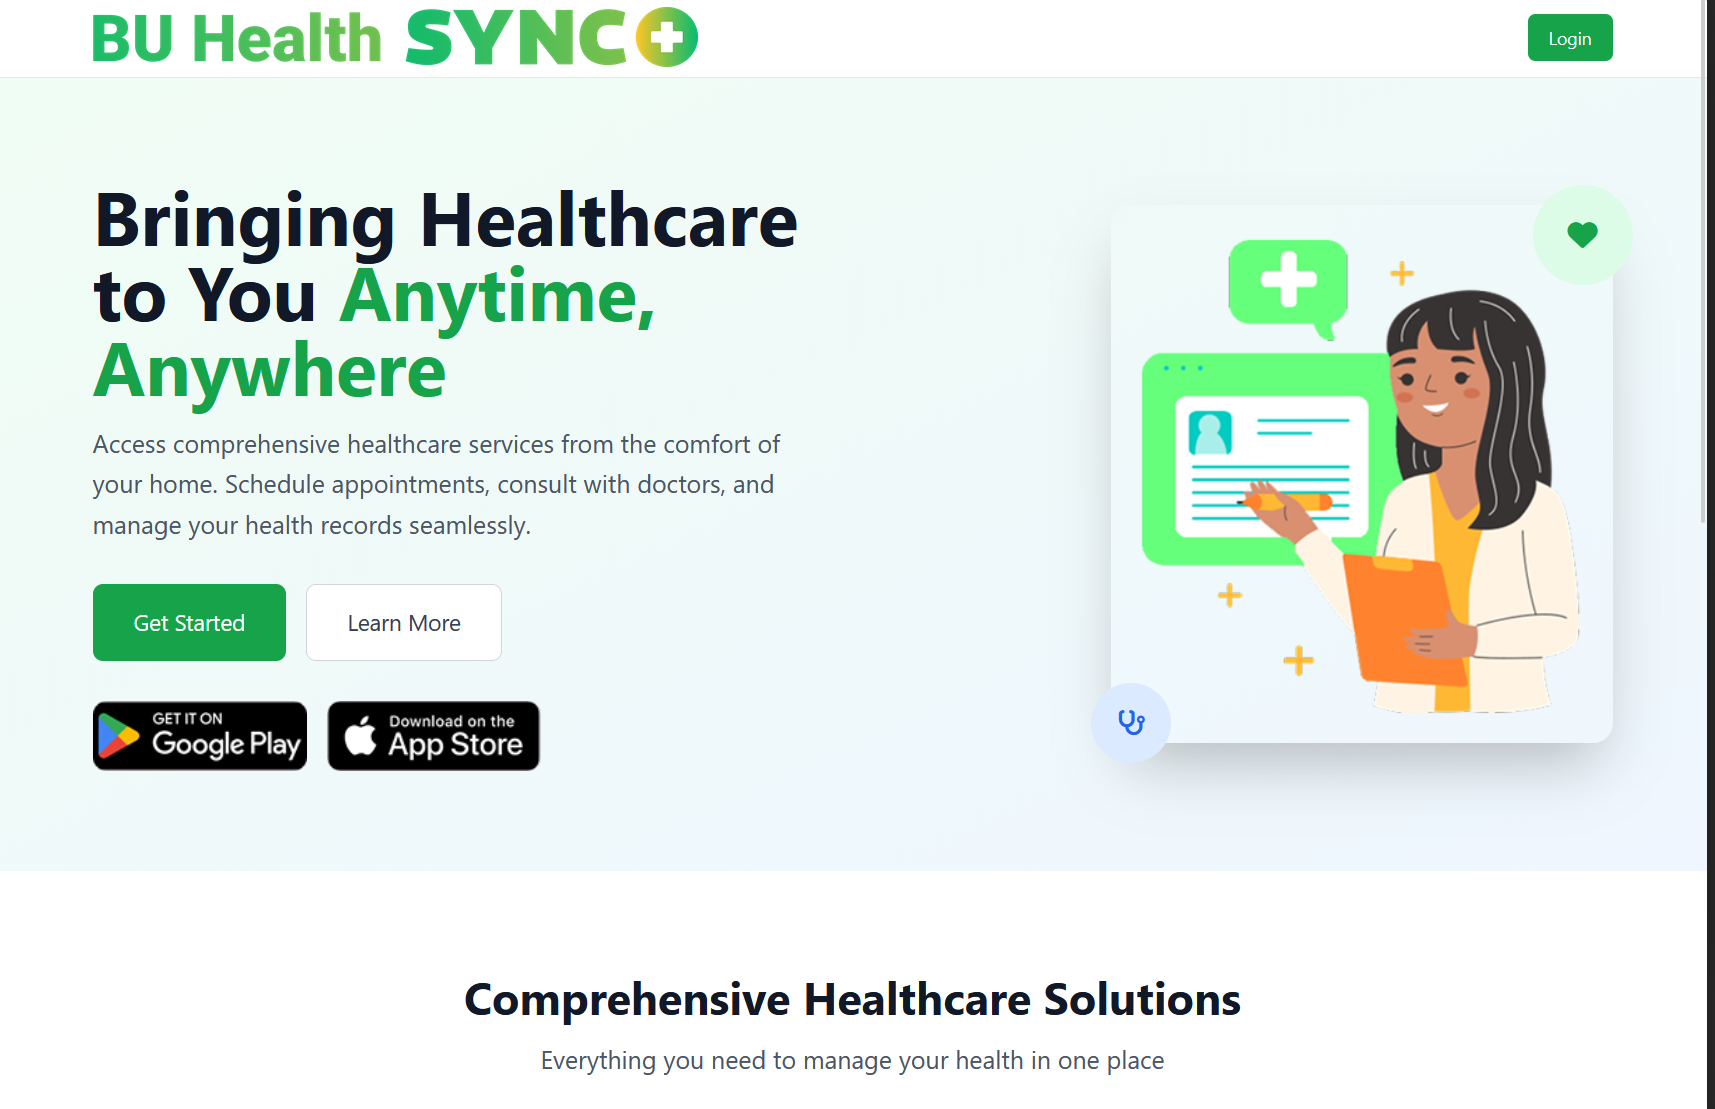 BU Health SYNC
Login
Bringing Healthcare
to You Anytime,
Anywhere
Access comprehensive healthcare services from the comfort of
your home. Schedule appointments, consult with doctors, and
manage your health records seamlessly.
Get Started
Learn More
GET IT ON
Google Play
Download on the
App Store
Comprehensive Healthcare Solutions
Everything you need to manage your health in one place